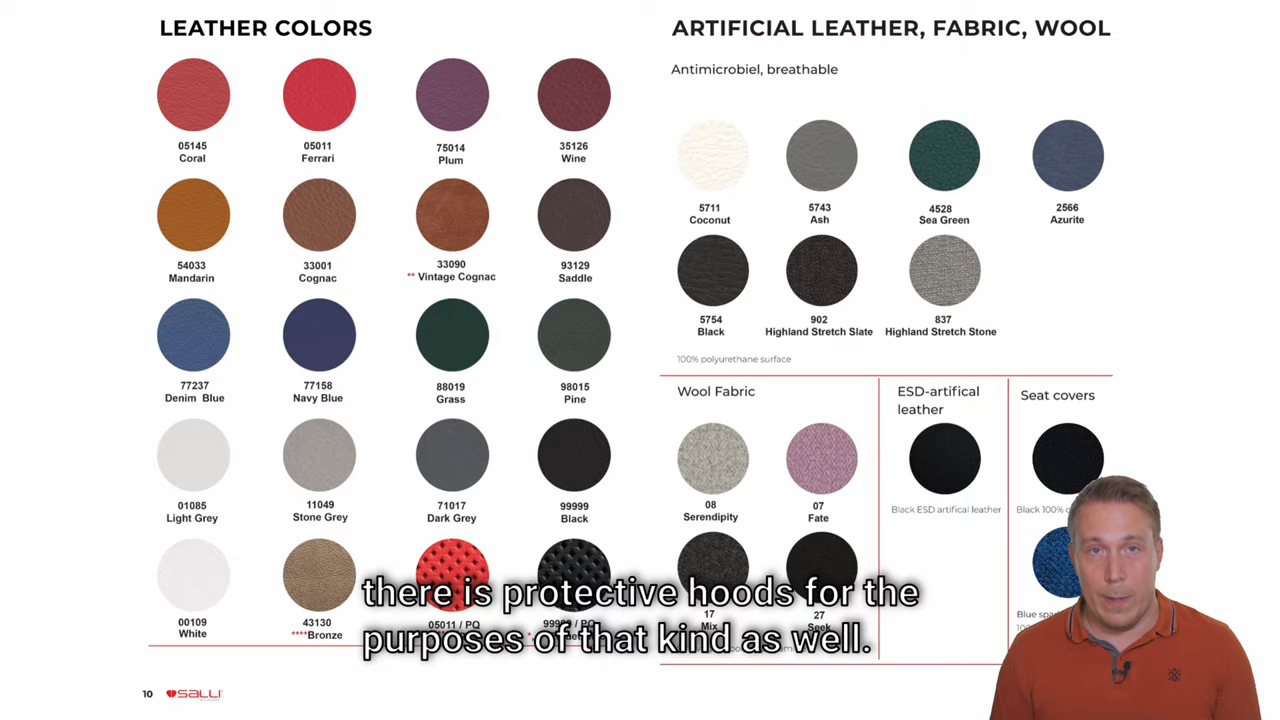 LEATHER COLORS
05145
Coral
05011
Ferrari
75014
Plum
35126
Wine
54033
Mandarin
33001
Cognac
33090
** Vintage Cognac
93129
Saddle
77237
Denim Blue
77158
Navy Blue
88019
Grass
98015
Pine
01085
Light Grey
11049
Stone Grey
71017
Dark Grey
99999
Black
00109
White
43130
****Bronze
05011 / PQ
ARTIFICIAL LEATHER, FABRIC, WOOL
Antimicrobiel, breathable
5711
Coconut
5743
Ash
4528
Sea Green
2566
Azurite
5754
Black
902
Highland Stretch Slate
837
Highland Stretch Stone
100% polyurethane surface
Wool Fabric
08
Serendipity
07
Fate
17
Mix
27
Seek
ESD-artifical
leather
Black ESD artifical leather
Seat covers
Black 100%
Blue
there is protective hoods for the
purposes of that kind as well.
10
SALLI